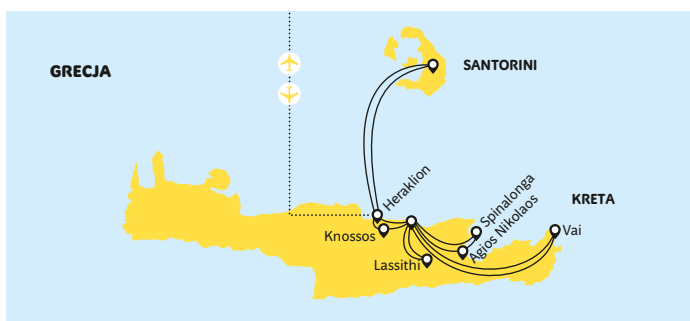 GRECJA
SANTORINI
Heraklion
Spinalonga
KRETA
Agios Nikolaos
Knossos
Vai
Lassithi